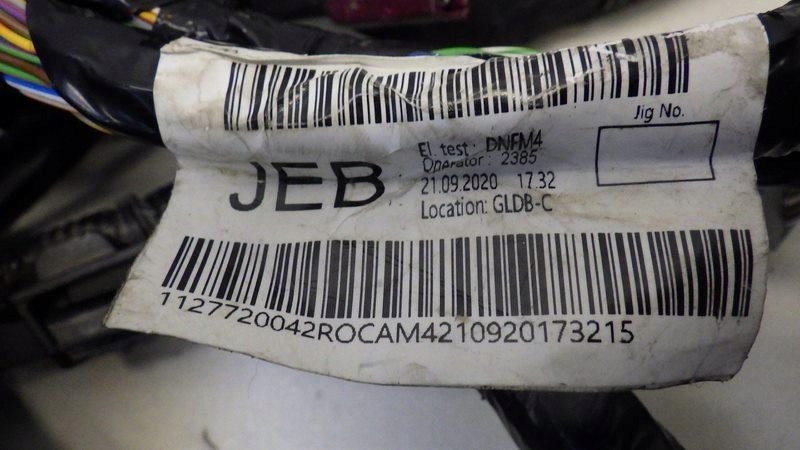 Jig No.
El. test : DNFM4
Operator : 2385
JEB
21.09.2020 17.32
Location: GLDB-C
1127720042ROCAM4210920173215